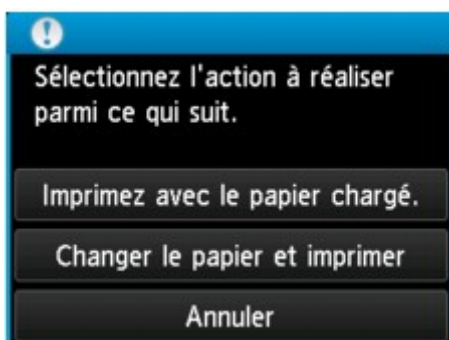 Sélectionnez l'action à réaliser
parmi ce qui suit.
Imprimez avec le papier chargé.
Changer le papier et imprimer
Annuler